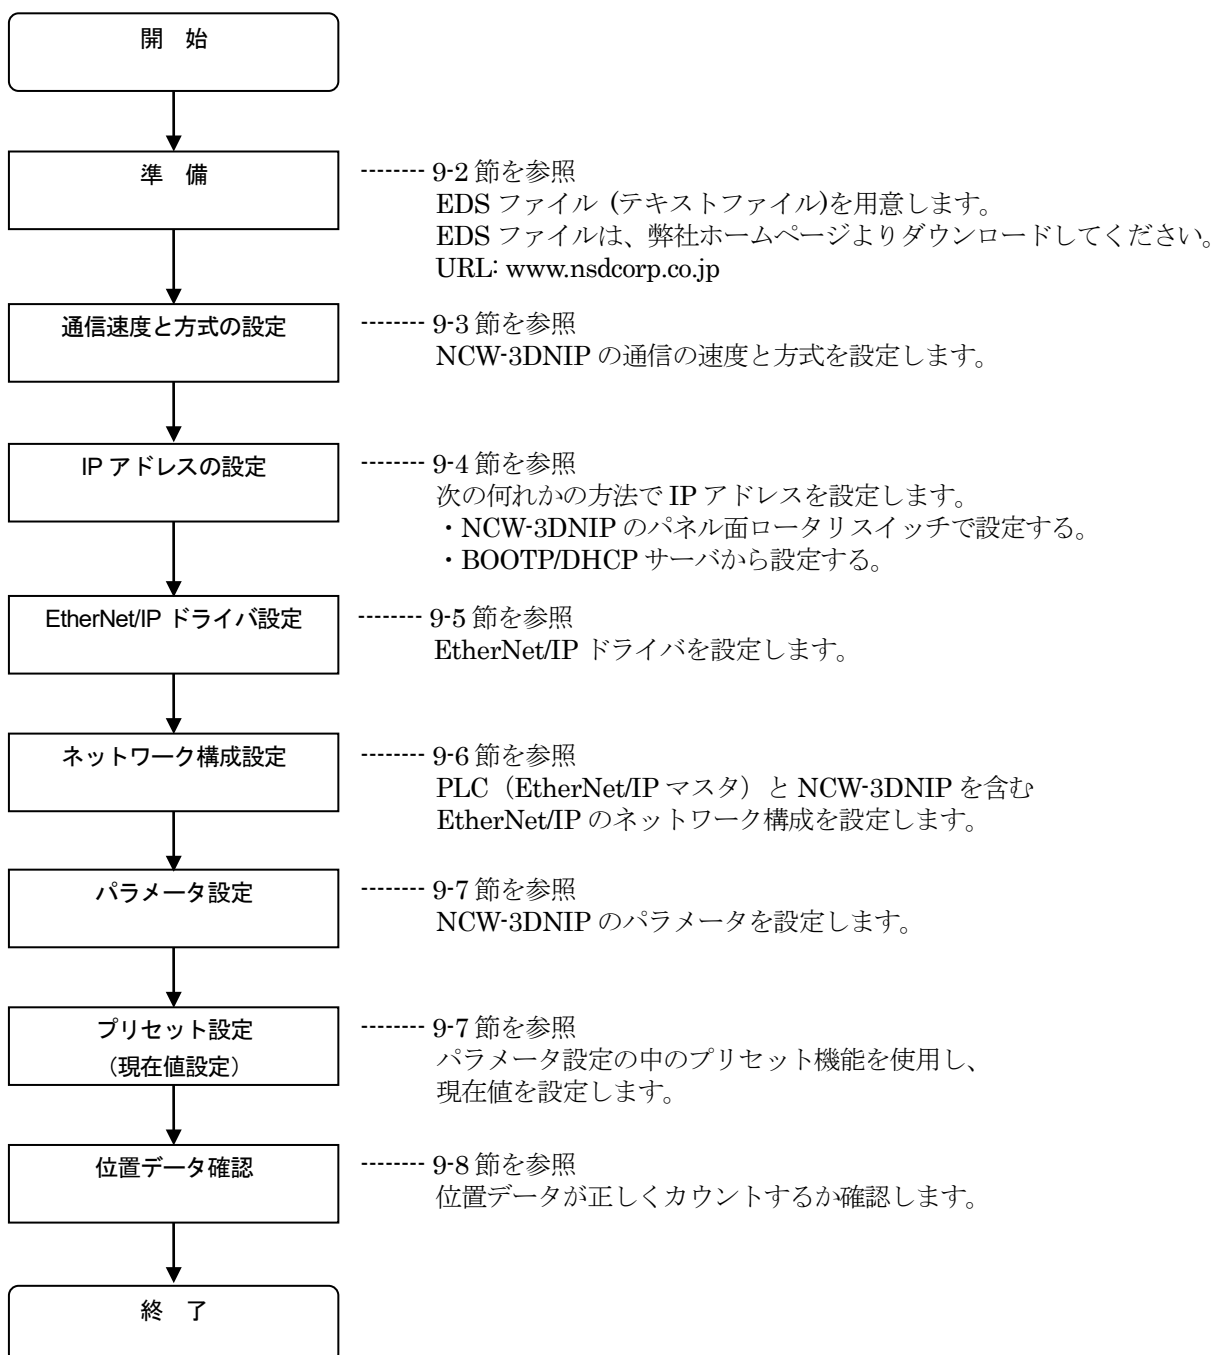 開　始
準　備
-------- 9-2 節を参照
EDS ファイル (テキストファイル)を用意します。
EDS ファイルは、弊社ホームページよりダウンロードしてください。
URL: www.nsdcorp.co.jp
通信速度と方式の設定
-------- 9-3 節を参照
NCW-3DNIP の通信の速度と方式を設定します。
IP アドレスの設定
-------- 9-4 節を参照
次の何れかの方法で IP アドレスを設定します。
・NCW-3DNIP のパネル面ロータリスイッチで設定する。
・BOOTP/DHCP サーバから設定する。
EtherNet/IP ドライバ設定
-------- 9-5 節を参照
EtherNet/IP ドライバを設定します。
ネットワーク構成設定
-------- 9-6 節を参照
PLC（EtherNet/IP マスタ）と NCW-3DNIP を含む
EtherNet/IP のネットワーク構成を設定します。
パラメータ設定
-------- 9-7 節を参照
NCW-3DNIP のパラメータを設定します。
プリセット設定
（現在値設定）
-------- 9-7 節を参照
パラメータ設定の中のプリセット機能を使用し、
現在値を設定します。
位置データ確認
-------- 9-8 節を参照
位置データが正しくカウントするか確認します。
終　了